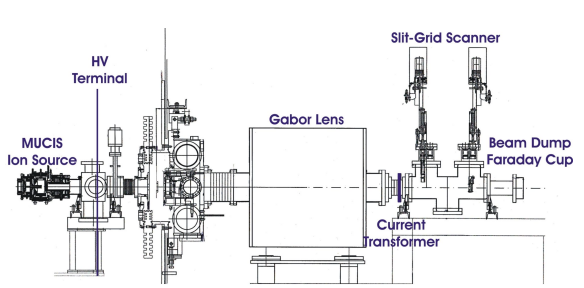 Slit-Grid Scanner
HV
Terminal
Gabor Lens
MUCIS
Ion Source
Beam Dump
Faraday Cup
Current
Transformer